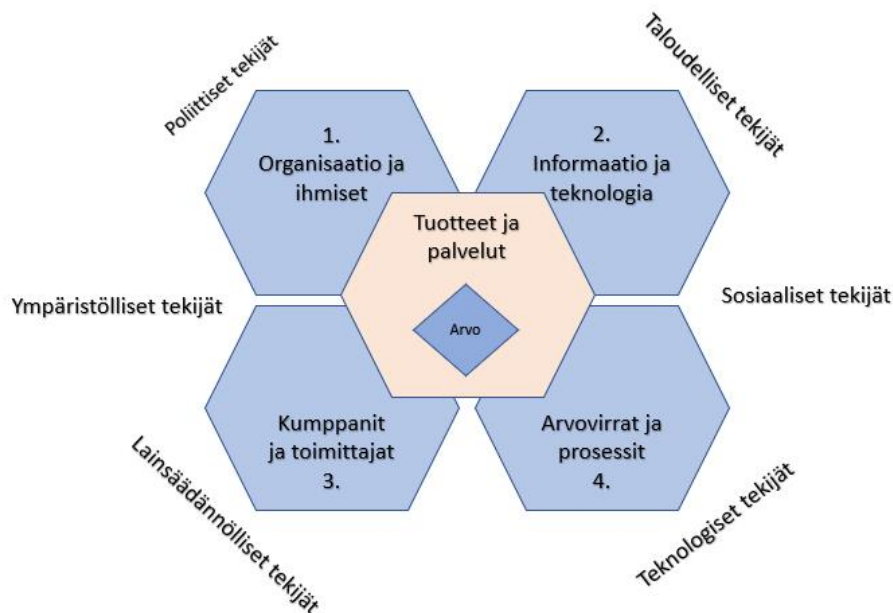 Poliittiset tekijät
Taloudelliset tekijät
1.
Organisaatio ja
ihmiset
2.
Informaatio ja
teknologia
Tuotteet ja
palvelut
Ympäristölliset tekijät
Sosiaaliset tekijät
Arvo
Kumppanit
ja toimittajat
3.
Arvovirrat ja
prosessit
4.
Lainsäädännölliset tekijät
Teknologiset tekijät